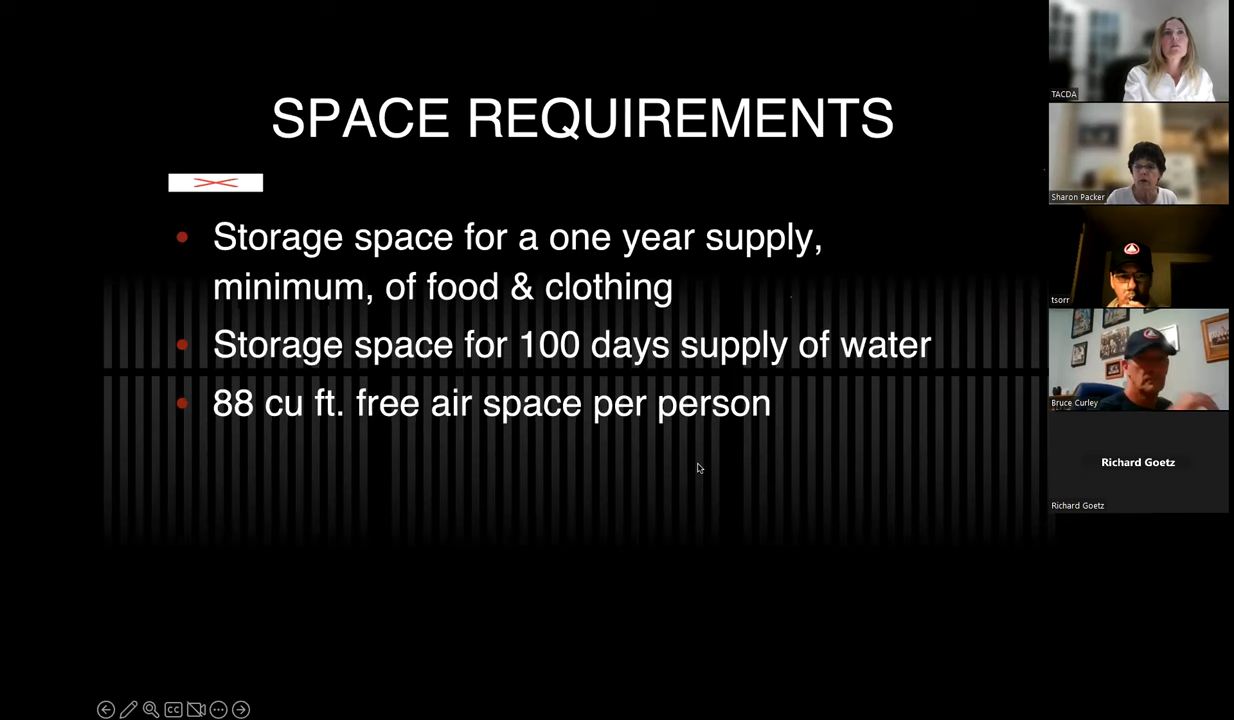 SPACE REQUIREMENTS
Storage space for a one year supply,
minimum, of food & clothing
Storage space for 100 days supply of water
88 cu ft. free air space per person
TACDA
Sharon Packer
tsorr
Bruce Curley
Richard Goetz
Richard Goetz
CC